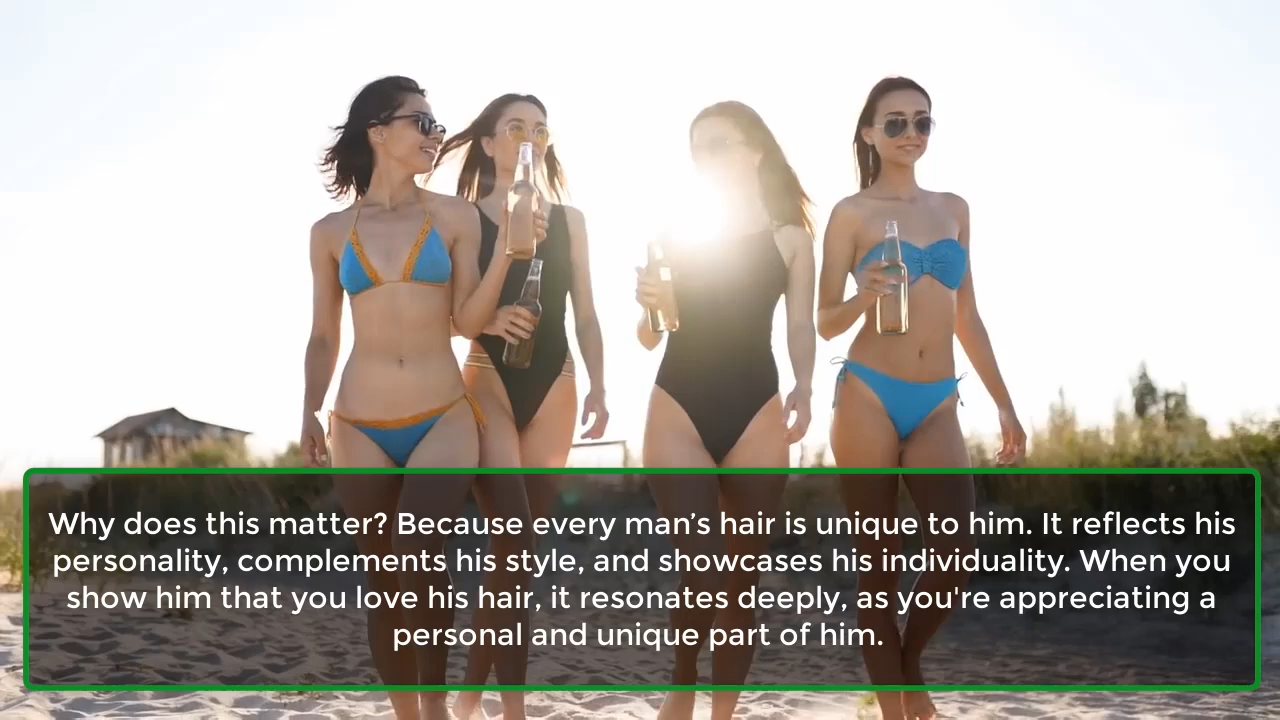 Why does this matter? Because every man’s hair is unique to him. It reflects his
personality, complements his style, and showcases his individuality. When you
show him that you love his hair, it resonates deeply, as you're appreciating a
personal and unique part of him.